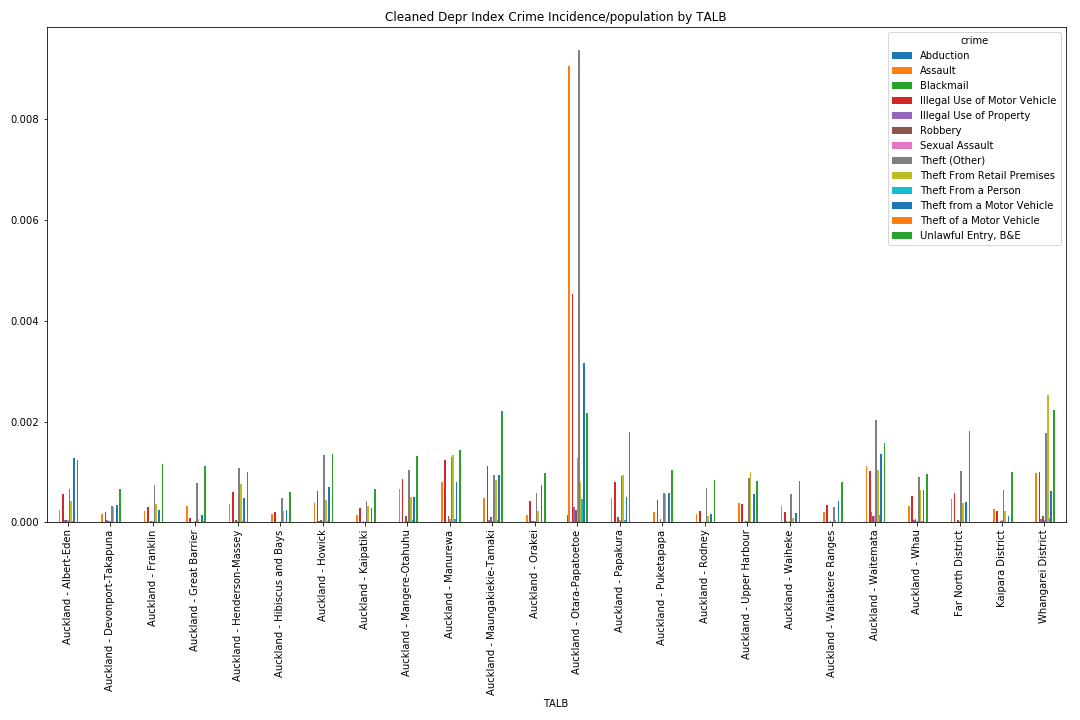 Cleaned Depr Index Crime Incidence/population by TALB
crime
Abduction
Assault
Blackmail
Illegal Use of Motor Vehicle
Illegal Use of Property
Robbery
Sexual Assault
Theft (Other)
Theft From Retail Premises
Theft From a Person
Theft from a Motor Vehicle
Theft of a Motor Vehicle
Unlawful Entry, B&E
0.008
0.006
0.004
0.002
0.000
Auckland - Albert-Eden
Auckland - Devonport-Takapuna
Auckland - Franklin
Auckland - Great Barrier
Auckland - Henderson-Massey
Auckland - Hibiscus and Bays
Auckland - Howick
Auckland - Kaipatiki
Auckland - Mangere-Otahuhu
Auckland - Manurewa
Auckland - Maungakiekie-Tamaki
Auckland - Orakei
Auckland - Otara-Papatoetoe
Auckland - Papakura
Auckland - Puketapapa
Auckland - Rodney
Auckland - Upper Harbour
Auckland - Waiheke
Auckland - Waitakere Ranges
Auckland - Waitemata
Auckland - Whau
Far North District
Kaipara District
Whangarei District
TALB